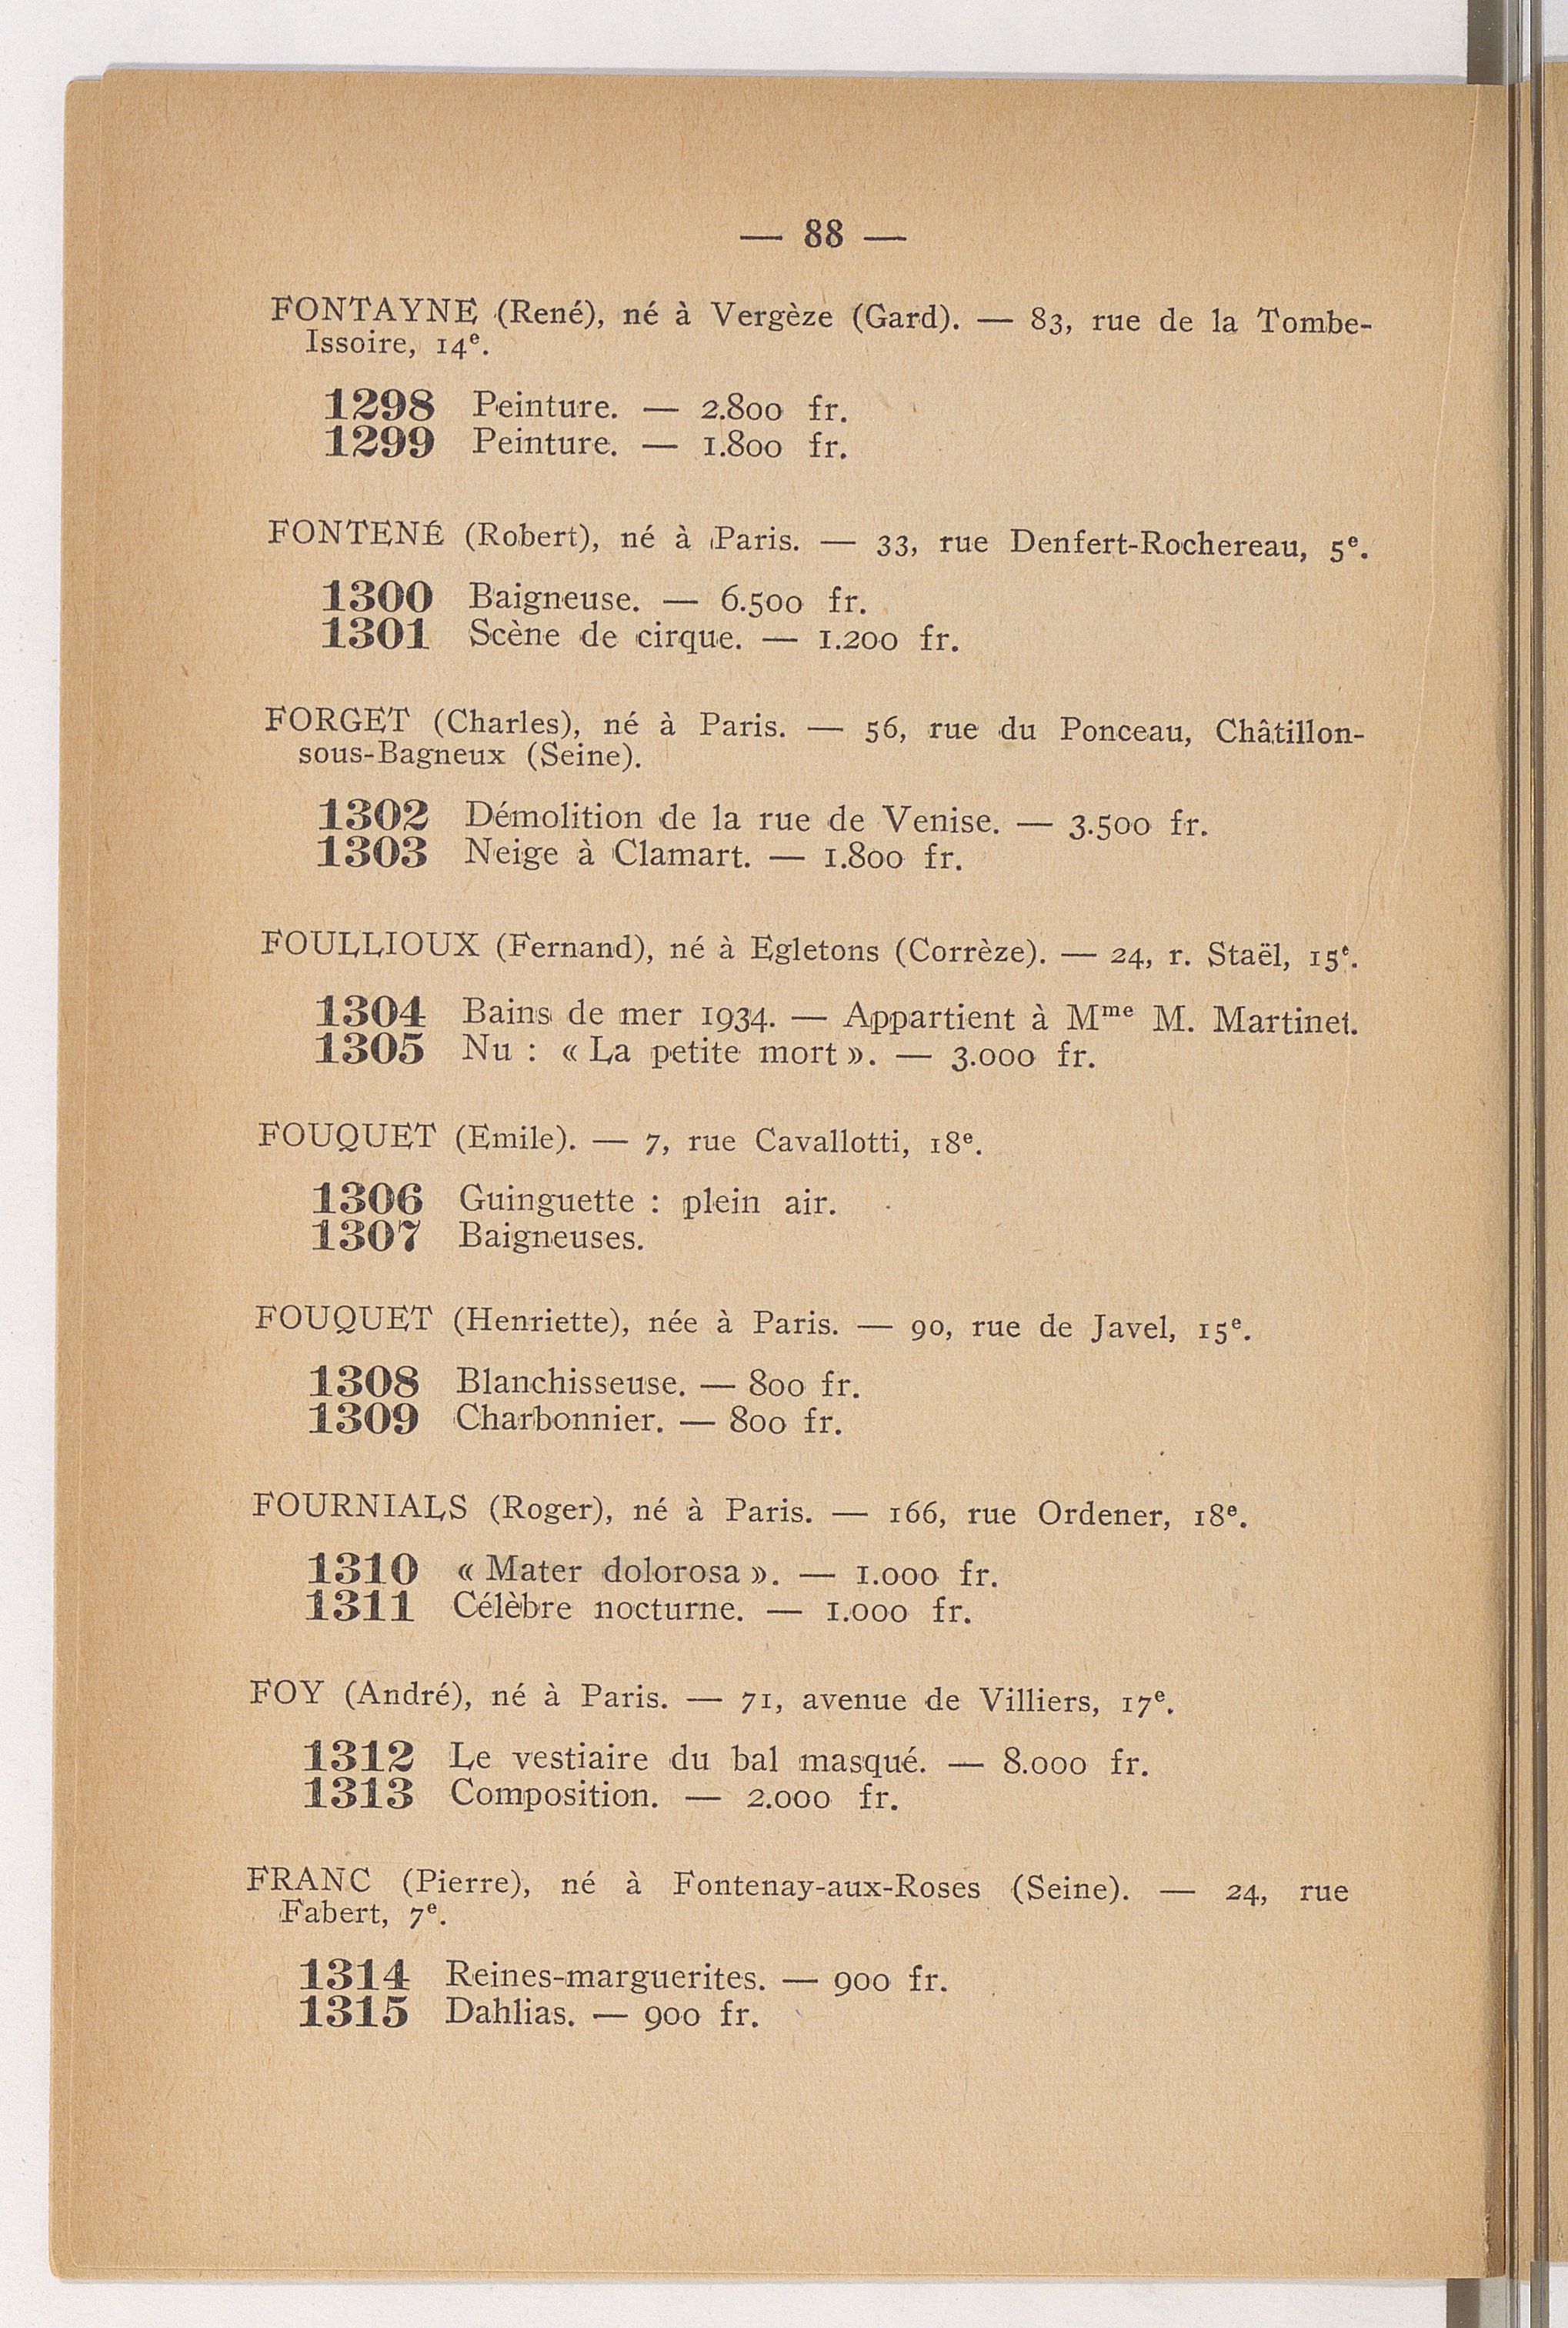 — 88 —
FONTAYNE (René), né à Vergèze (Gard). — 83, rue de la Tombe-
Issoire, 14e.
1298 Peinture. — 2.800 fr.
1299 Peinture. — 1.800 fr.
FONTENÉ (Robert), né à Paris. — 33, rue Denfert-Rochereau, 5e.
1300 Baigneuse. — 6.500 fr.
1301 Scène de cirque. — 1.200 fr.
FORGET (Charles), né à Paris. — 56, rue du Ponceau, Châtillon-
sous-Bagneux (Seine).
1302 Démolition de la rue de Venise. — 3.500 fr.
1303 Neige à Clamart. — 1.800 fr.
FOULLIOUX (Fernand), né à Egletons (Corrèze). — 24, r. Staël, 15e.
1304 Bains de mer 1934. — Appartient à Mme M. Martinet.
1305 Nu : « La petite mort ». — 3.000 fr.
FOUQUET (Emile). — 7, rue Cavallotti, 18e.
1306 Guinguette : plein air.
1307 Baigneuses.
FOUQUET (Henriette), née à Paris. — 90, rue de Javel, 15e.
1308 Blanchisseuse. — 800 fr.
1309 Charbonnier. — 800 fr.
FOURNIALS (Roger), né à Paris. — 166, rue Ordener, 18e.
1310 « Mater dolorosa ». — 1.000 fr.
1311 Célèbre nocturne. — 1.000 fr.
FOY (André), né à Paris. — 71, avenue de Villiers, 17e.
1312 Le vestiaire du bal masqué. — 8.000 fr.
1313 Composition. — 2.000 fr.
FRANC (Pierre), né à Fontenay-aux-Roses (Seine). — 24, rue
Fabert, 7e.
1314 Reines-marguerites. — 900 fr.
1315 Dahlias. — 900 fr.